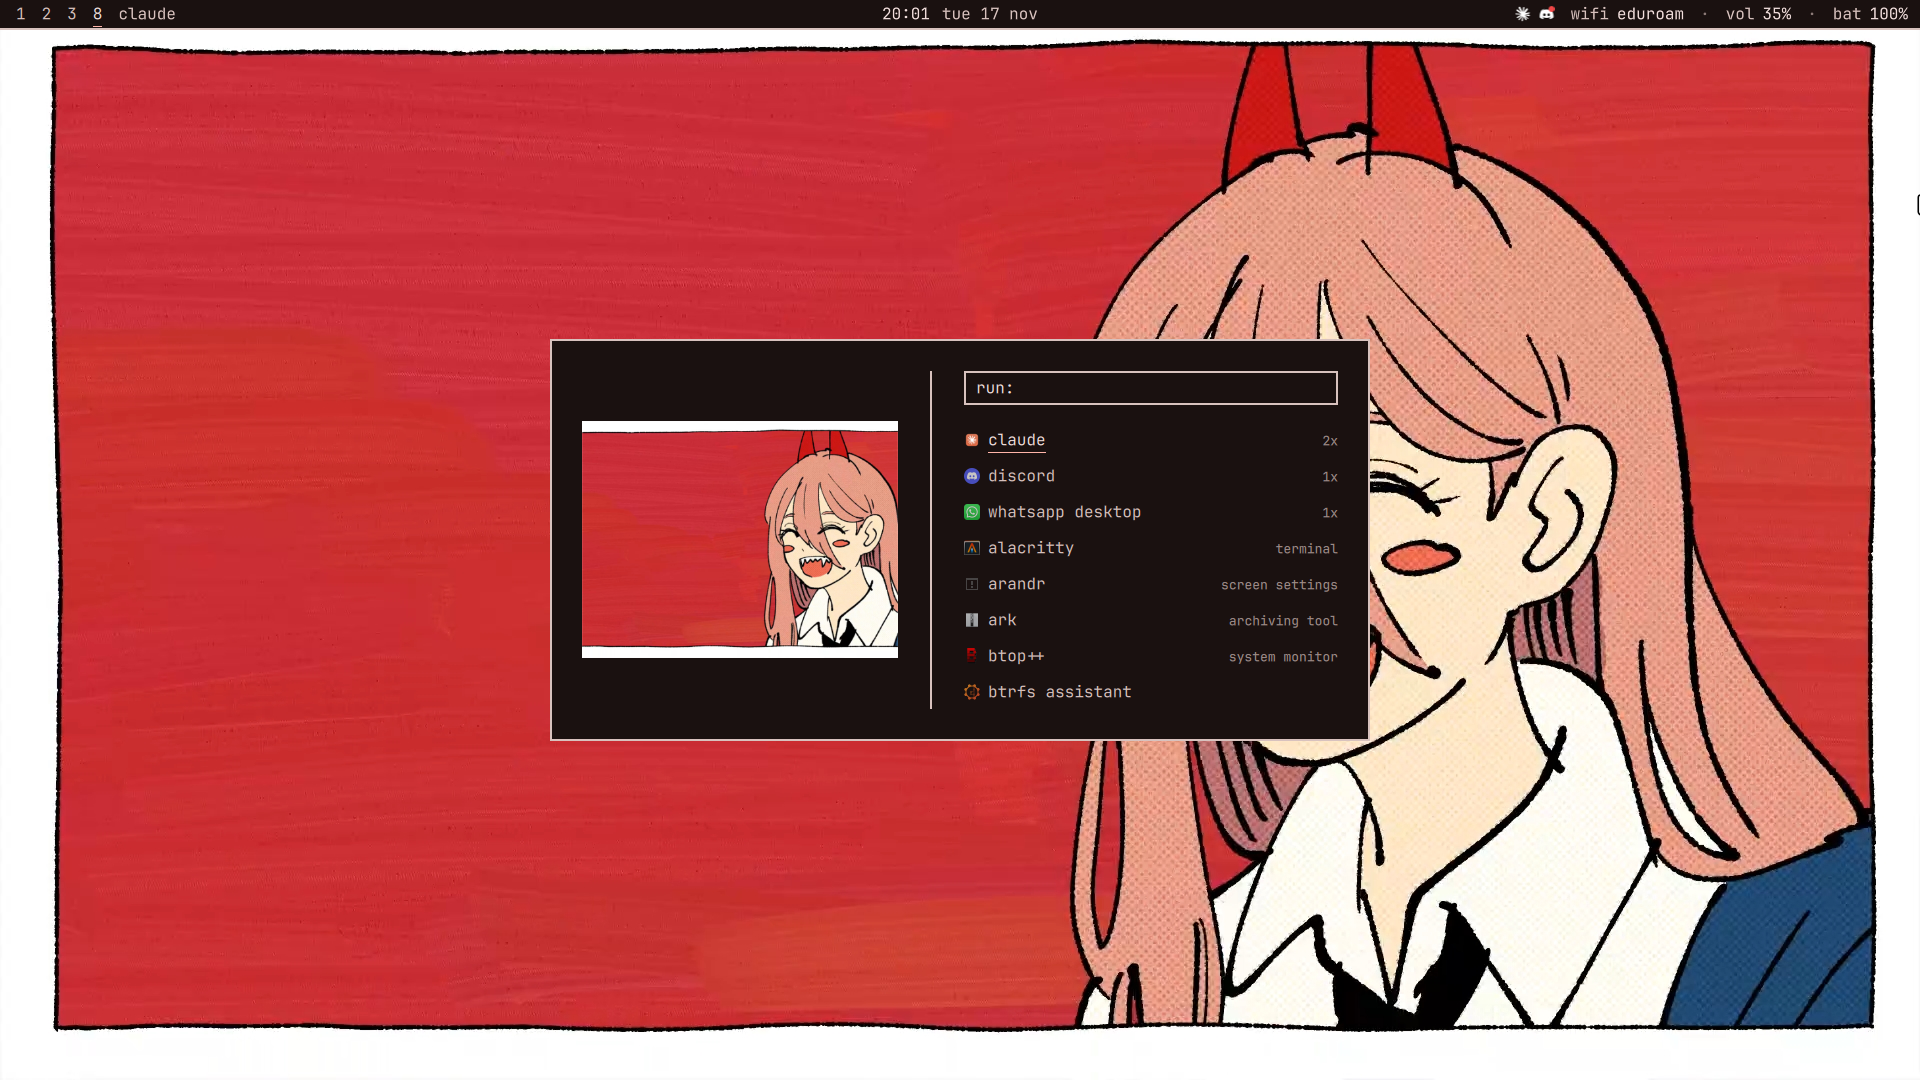 1 2 3 8 claude
20:01 tue 17 nov
wifi eduroam · vol 35% · bat 100%
run:
claude 2x
discord 1x
whatsapp desktop 1x
alacritty terminal
arandr screen settings
ark archiving tool
btop++ system monitor
btrfs assistant